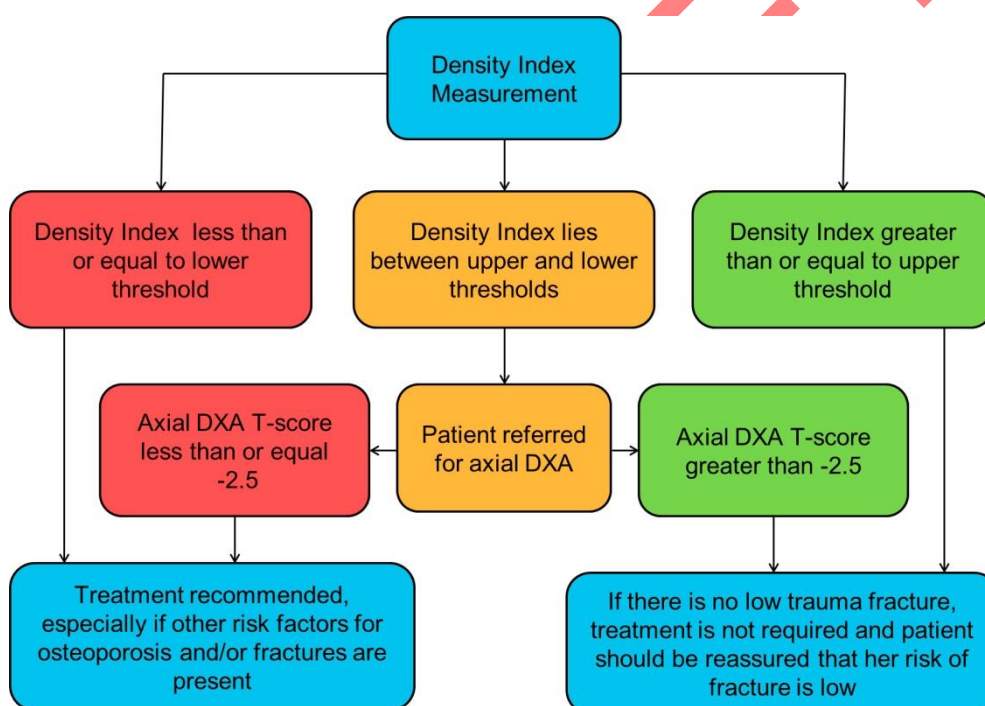 Density Index
Measurement
Density Index less than
or equal to lower
threshold
Density Index lies
between upper and lower
thresholds
Density Index greater
than or equal to upper
threshold
Axial DXA T-score
less than or equal
-2.5
Patient referred
for axial DXA
Axial DXA T-score
greater than -2.5
Treatment recommended,
especially if other risk factors for
osteoporosis and/or fractures are
present
If there is no low trauma fracture,
treatment is not required and patient
should be reassured that her risk of
fracture is low